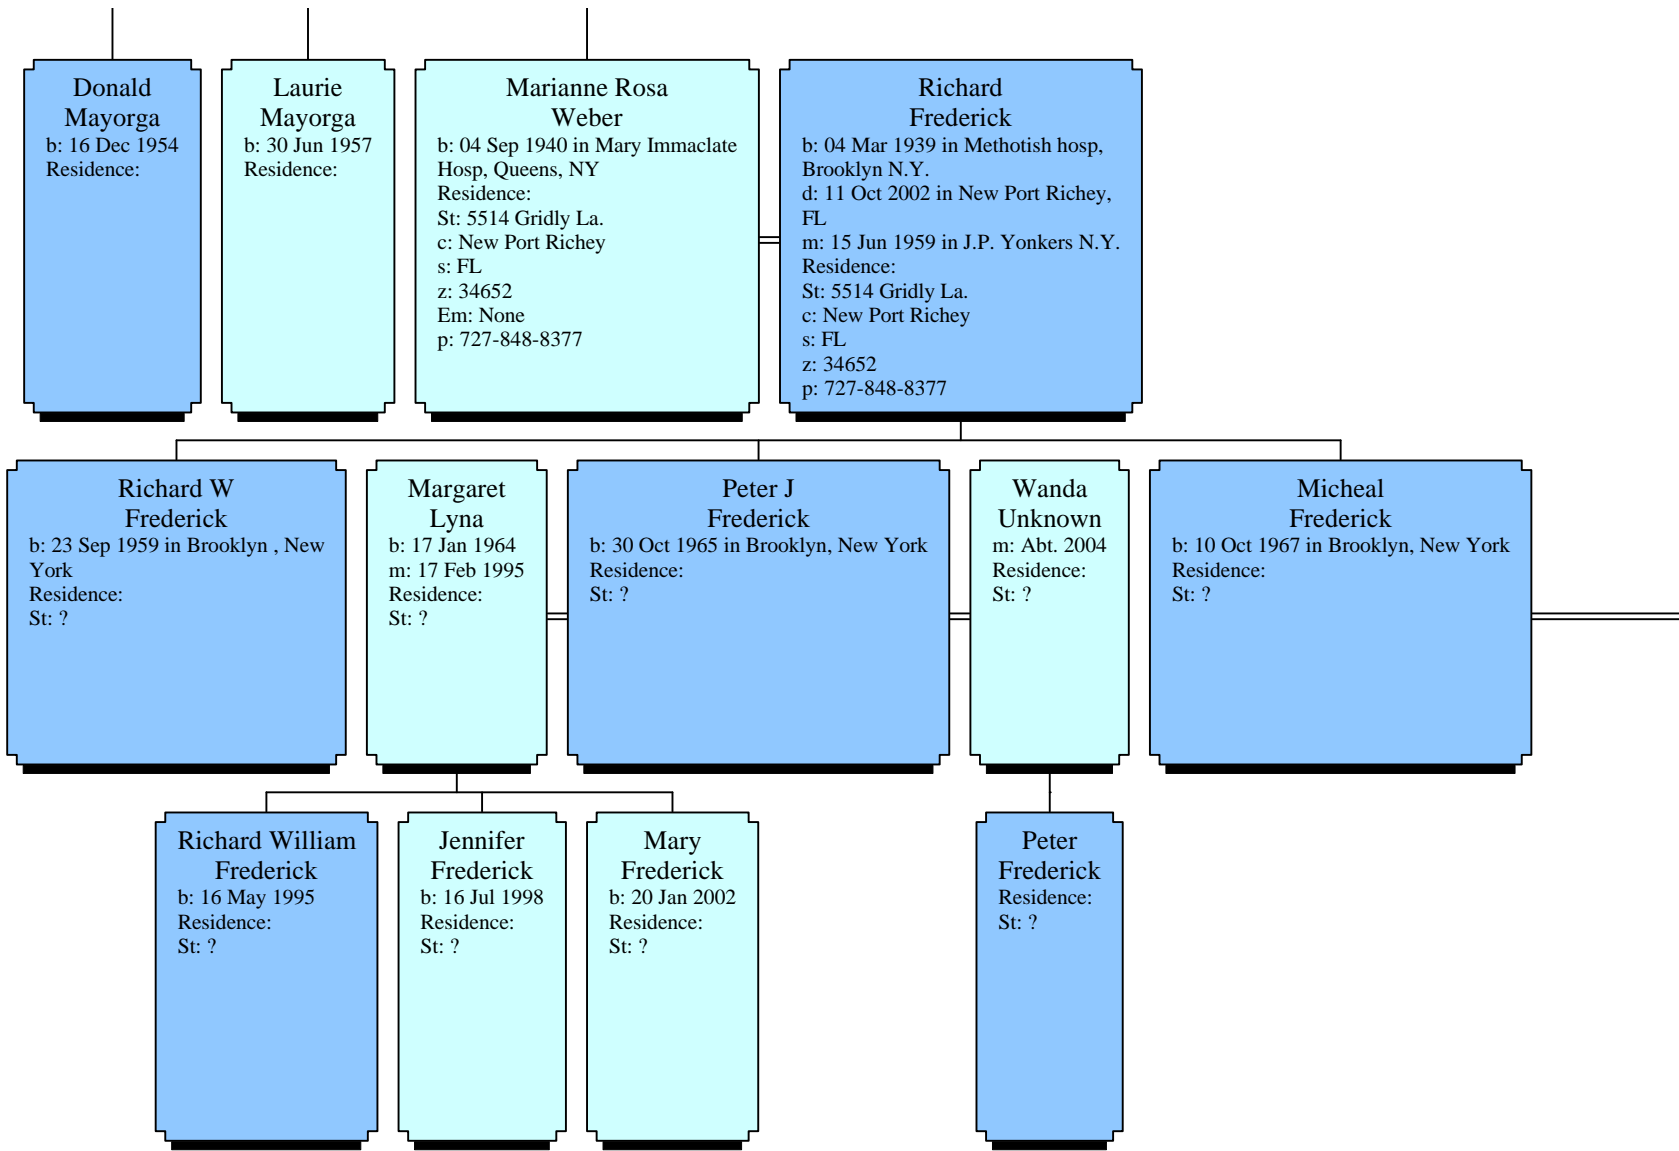 Donald
Mayorga
b: 16 Dec 1954
Residence:
Laurie
Mayorga
b: 30 Jun 1957
Residence:
Marianne Rosa
Weber
b: 04 Sep 1940 in Mary Immaclate
Hosp, Queens, NY
Residence:
St: 5514 Gridly La.
c: New Port Richey
s: FL
z: 34652
Em: None
p: 727-848-8377
Richard
Frederick
b: 04 Mar 1939 in Methotish hosp,
Brooklyn N.Y.
d: 11 Oct 2002 in New Port Richey,
FL
m: 15 Jun 1959 in J.P. Yonkers N.Y.
Residence:
St: 5514 Gridly La.
c: New Port Richey
s: FL
z: 34652
p: 727-848-8377
Richard W
Frederick
b: 23 Sep 1959 in Brooklyn , New
York
Residence:
St: ?
Margaret
Lyna
b: 17 Jan 1964
m: 17 Feb 1995
Residence:
St: ?
Peter J
Frederick
b: 30 Oct 1965 in Brooklyn, New York
Residence:
St: ?
Wanda
Unknown
m: Abt. 2004
Residence:
St: ?
Micheal
Frederick
b: 10 Oct 1967 in Brooklyn, New York
Residence:
St: ?
Richard William
Frederick
b: 16 May 1995
Residence:
St: ?
Jennifer
Frederick
b: 16 Jul 1998
Residence:
St: ?
Mary
Frederick
b: 20 Jan 2002
Residence:
St: ?
Peter
Frederick
Residence:
St: ?